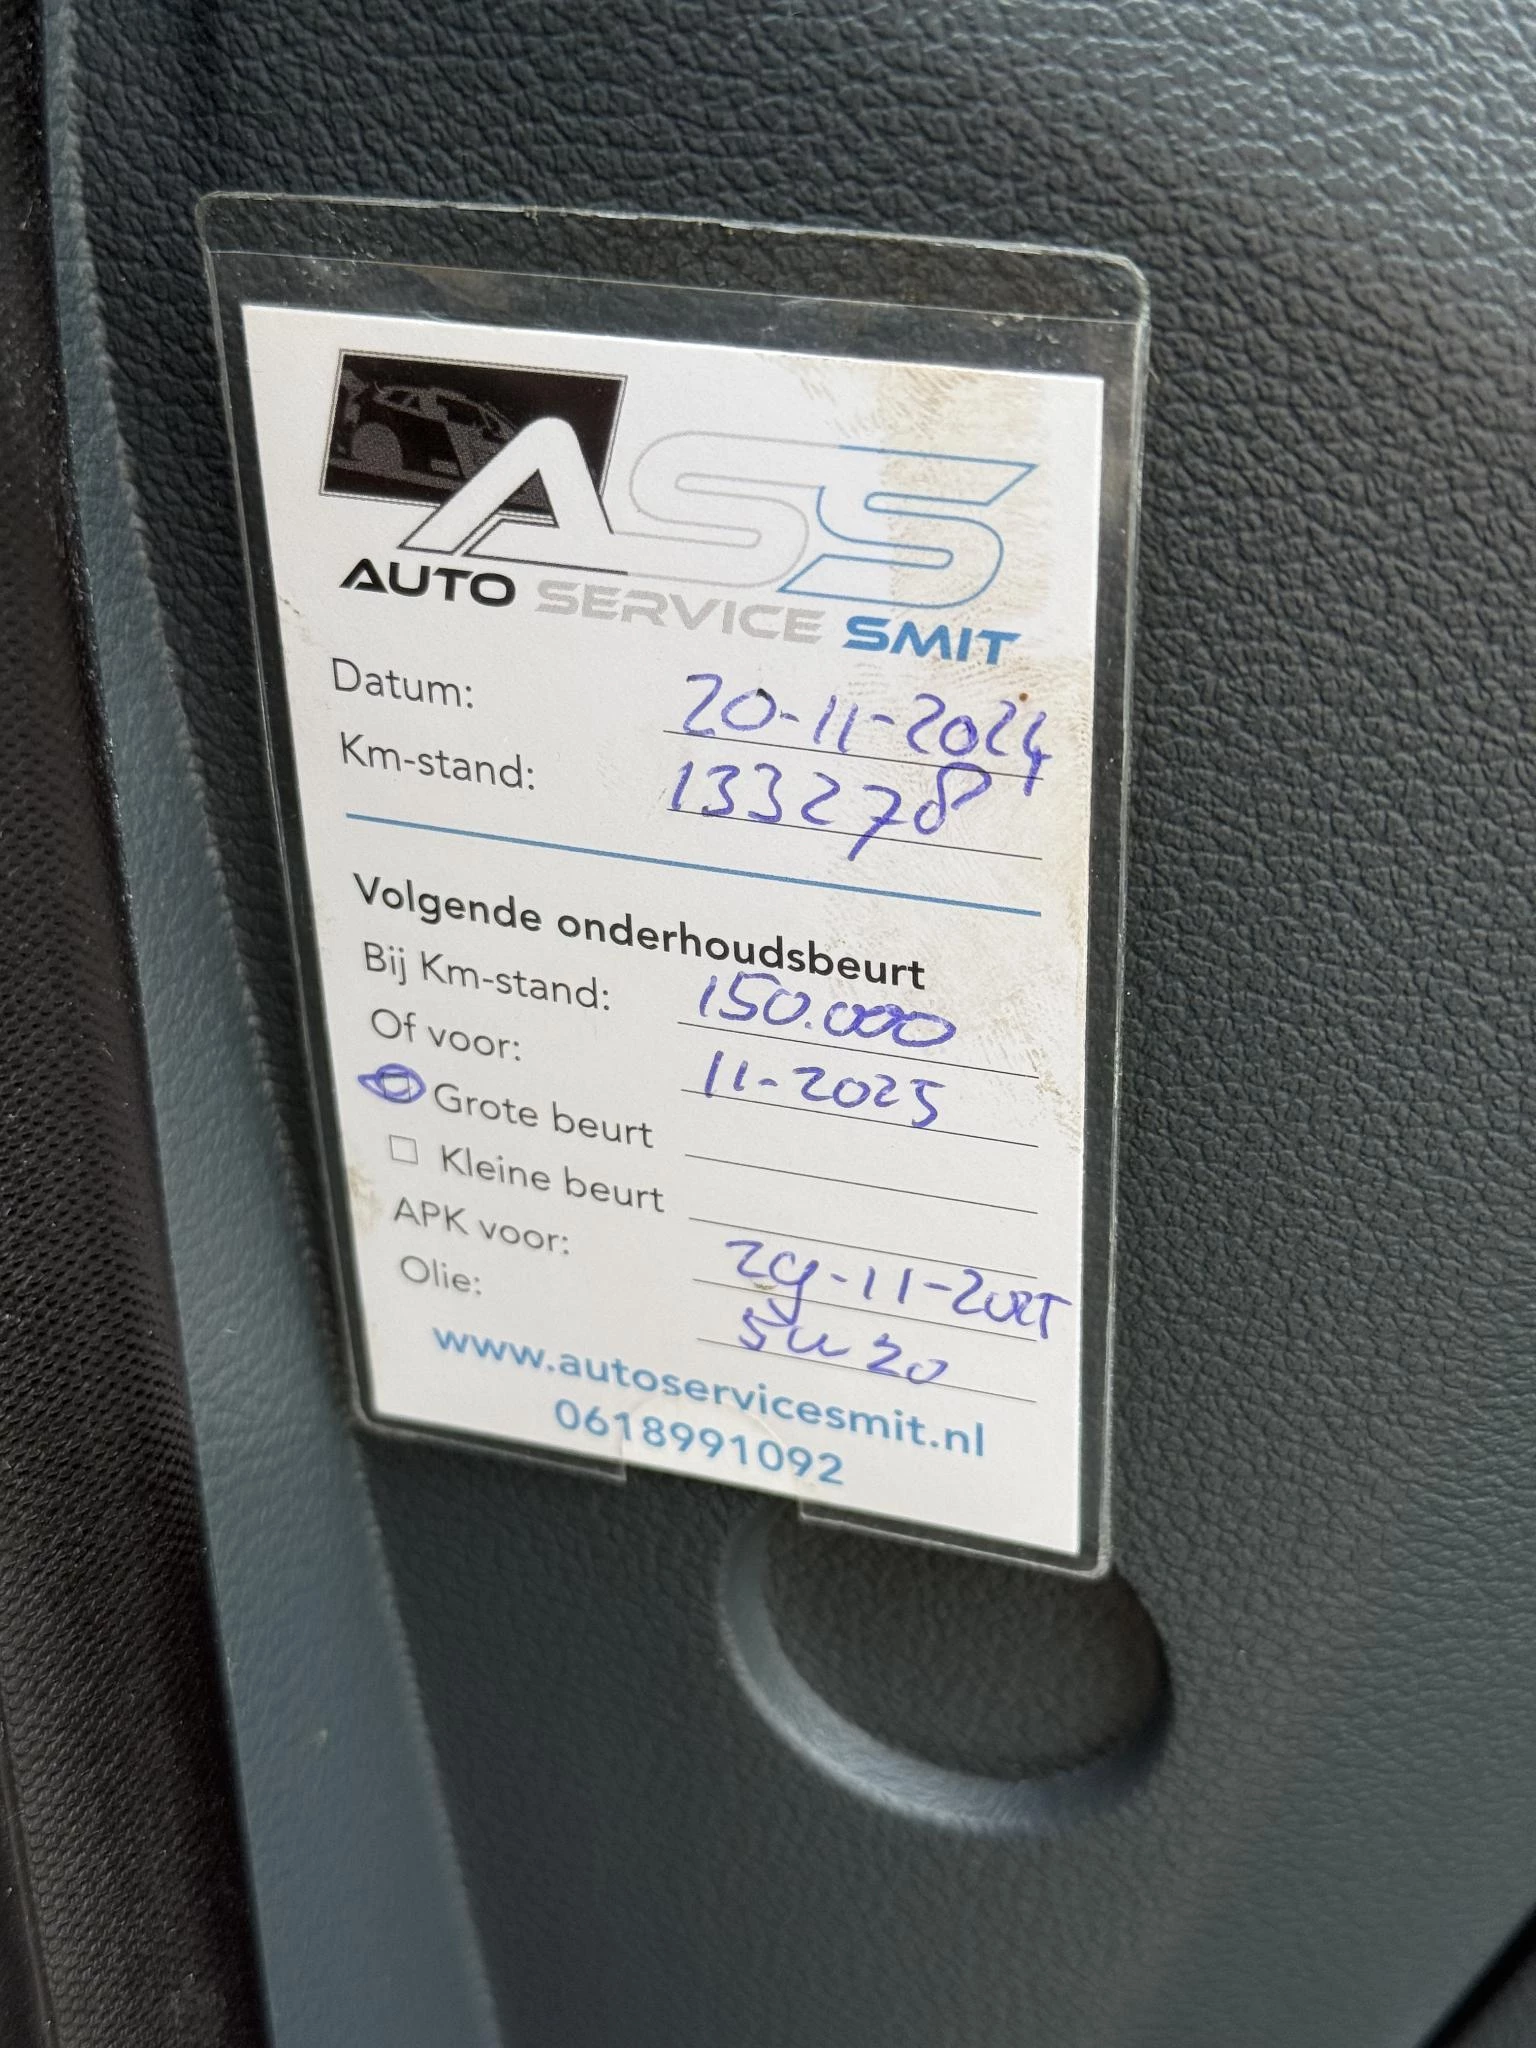 ASS
AUTO SERVICE SMIT
Datum: 20-11-2024
Km-stand: 133278
Volgende onderhoudsbeurt
Bij Km-stand: 150.000
Of voor: 11-2025
Grote beurt
Kleine beurt
APK voor: 29-11-2025
Olie: 5w20
www.autoservicesmit.nl
0618991092